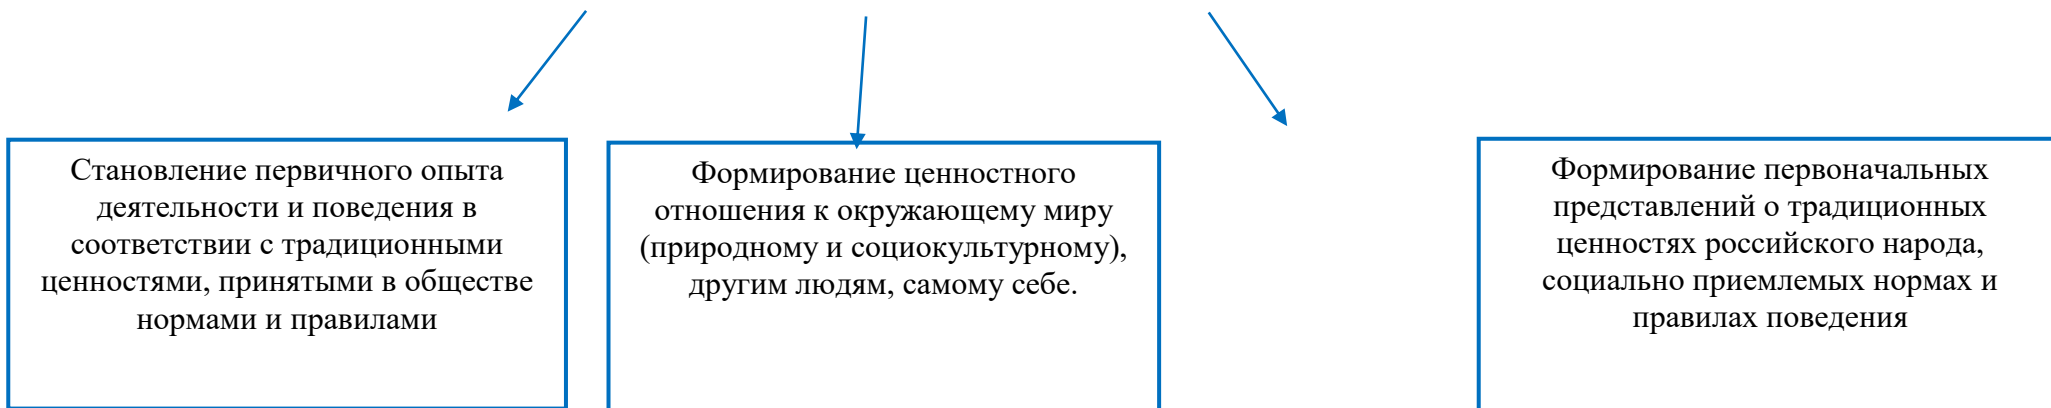 Становление первичного опыта
деятельности и поведения в
соответствии с традиционными
ценностями, принятыми в обществе
нормами и правилами
Формирование ценностного
отношения к окружающему миру
(природному и социокультурному),
другим людям, самому себе.
Формирование первоначальных
представлений о традиционных
ценностях российского народа,
социально приемлемых нормах и
правилах поведения